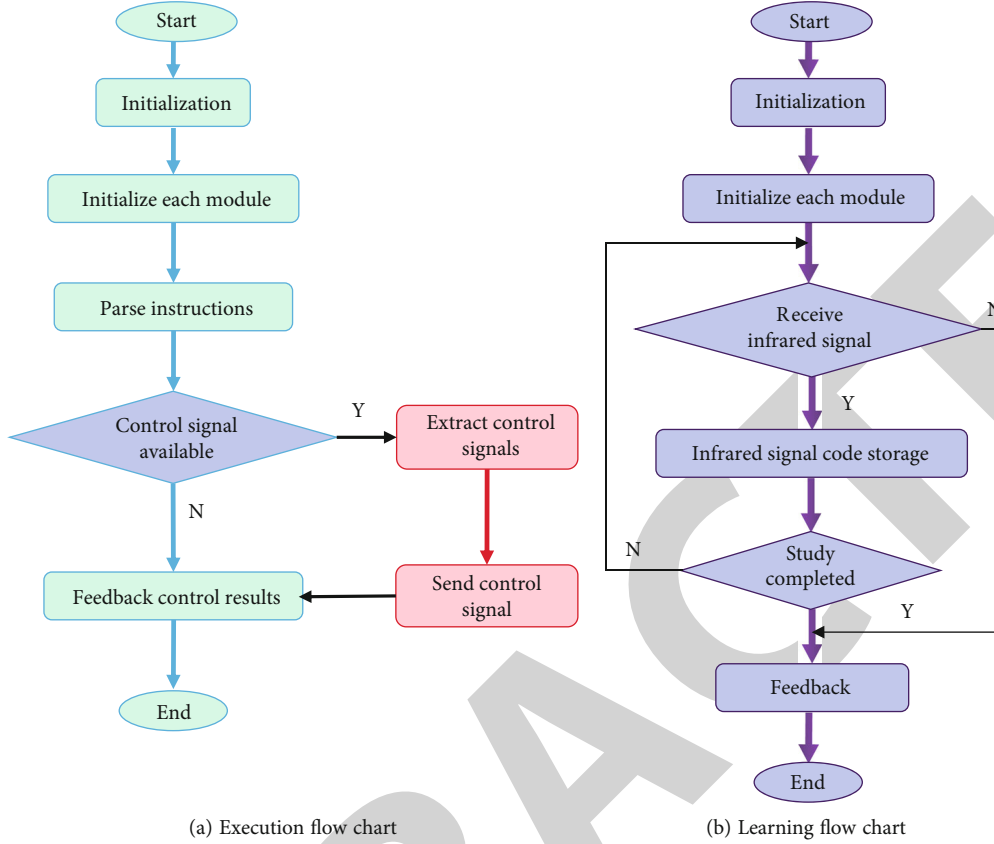 Start
Initialization
Initialize each module
Parse instructions
Control signal
available
Y
Extract control
signals
N
Feedback control results
Send control
signal
End
(a) Execution flow chart
Start
Initialization
Initialize each module
Receive
infrared signal
N
Y
Infrared signal code storage
N
Study
completed
Y
Feedback
End
(b) Learning flow chart